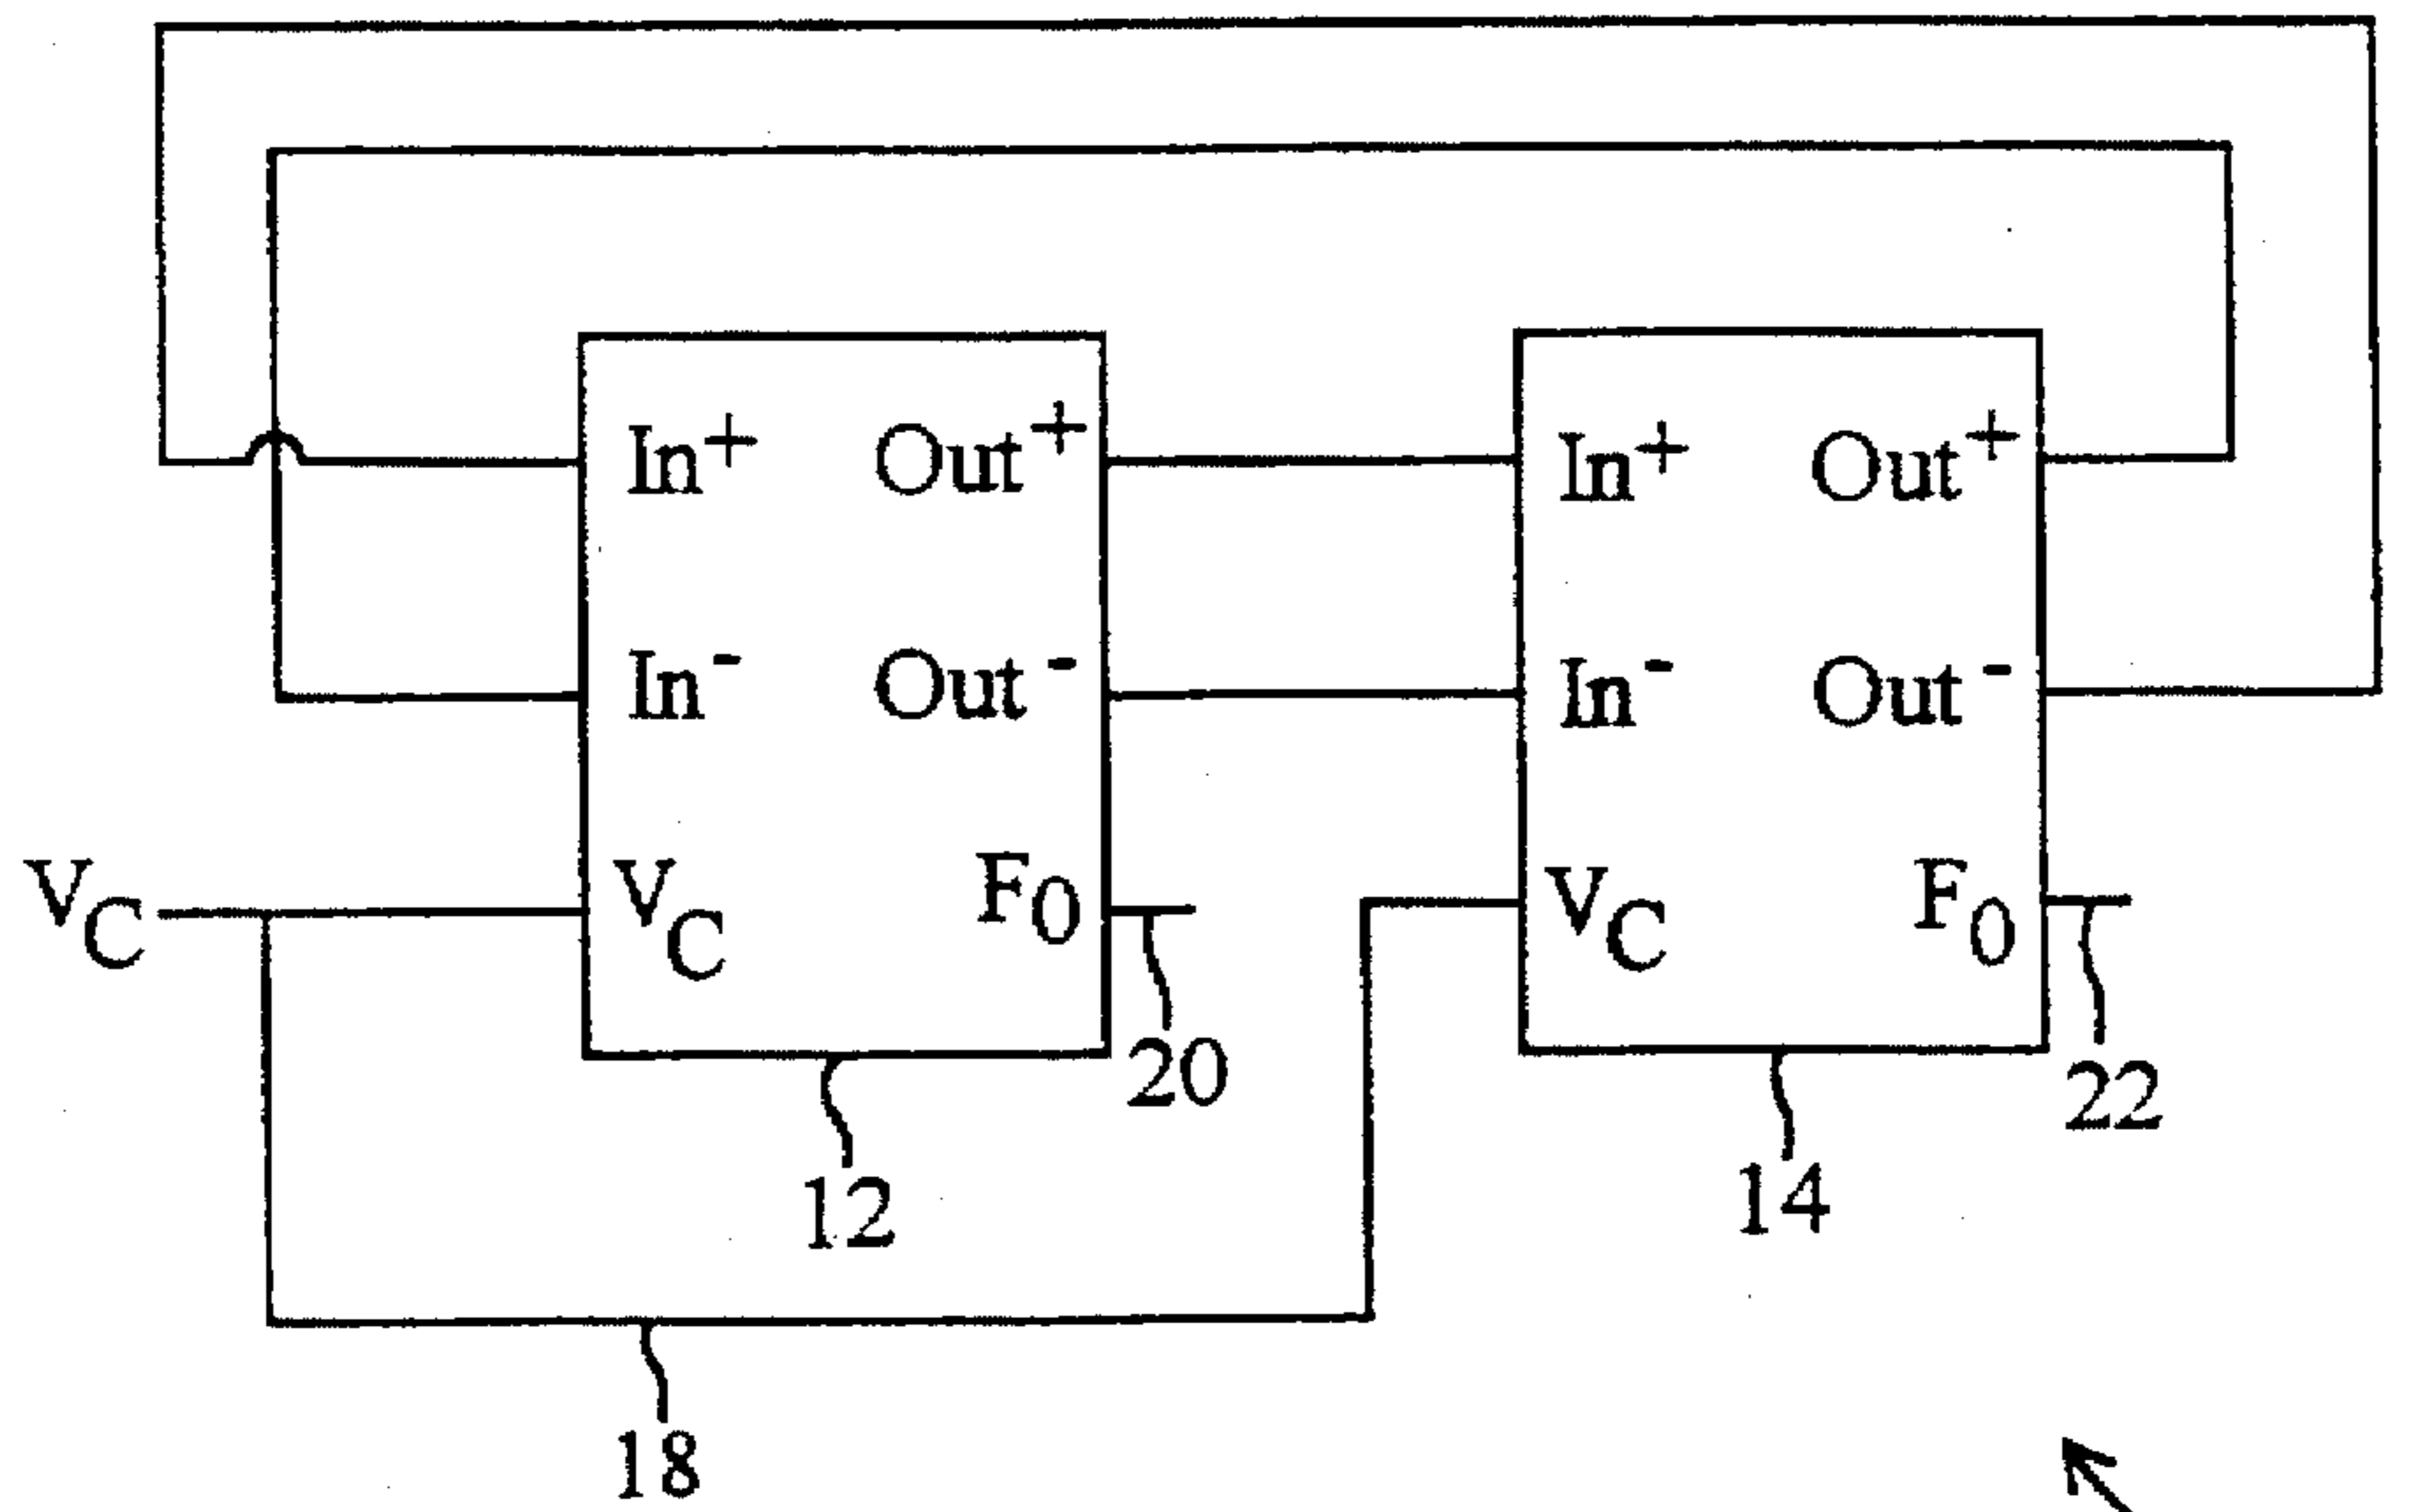 In+ Out+
In- Out-
VC
VC F0
In+ Out+
In- Out-
VC F0
20
22
12
14
18